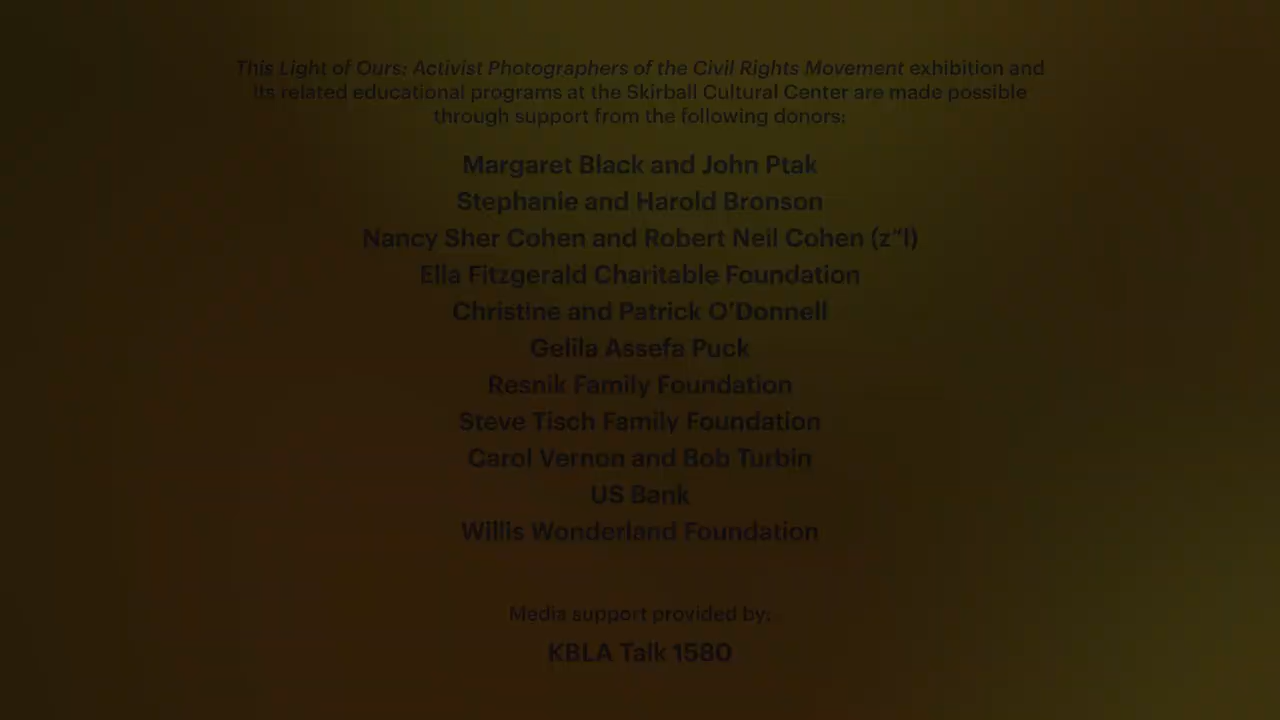 This Light of Ours: Activist Photographers of the Civil Rights Movement exhibition and
its related educational programs at the Skirball Cultural Center are made possible
through support from the following donors:
Margaret Black and John Ptak
Stephanie and Harold Bronson
Nancy Sher Cohen and Robert Neil Cohen (z“l)
Ella Fitzgerald Charitable Foundation
Christine and Patrick O’Donnell
Gelila Assefa Puck
Resnik Family Foundation
Steve Tisch Family Foundation
Carol Vernon and Bob Turbin
US Bank
Willis Wonderland Foundation
Media support provided by:
KBLA Talk 1580